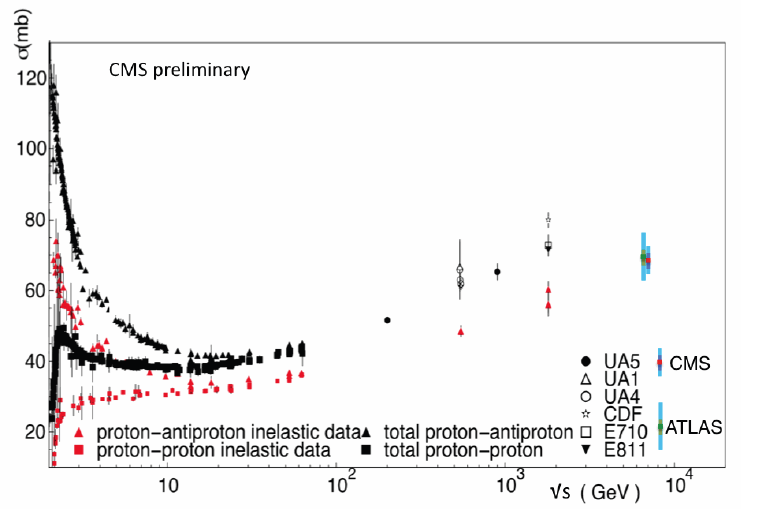 σ(mb)
CMS preliminary
120
100
80
60
40
20
UA5
UA1
UA4
CDF
E710
E811
CMS
ATLAS
proton-antiproton inelastic data
total proton-antiproton
proton-proton inelastic data
total proton-proton
10
10²
10³
10⁴
√s (GeV)